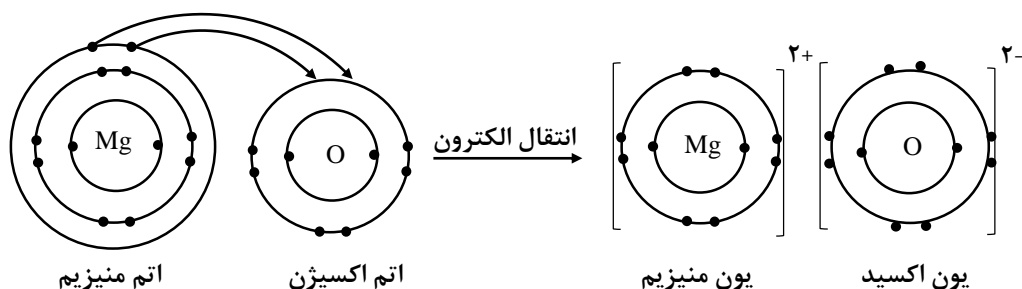 ۲+
۲-
Mg
O
انتقال الکترون
Mg
O
اتم منیزیم
اتم اکسیژن
یون منیزیم
یون اکسید